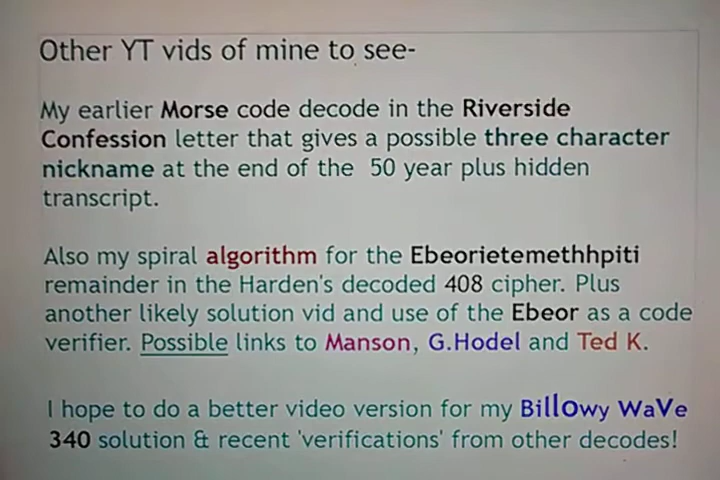 Other YT vids of mine to see-
My earlier Morse code decode in the Riverside
Confession letter that gives a possible three character
nickname at the end of the 50 year plus hidden
transcript.
Also my spiral algorithm for the Ebeorietemethhpiti
remainder in the Harden's decoded 408 cipher. Plus
another likely solution vid and use of the Ebeor as a code
verifier. Possible links to Manson, G.Hodel and Ted K.
I hope to do a better video version for my Billowy WaVe
340 solution & recent 'verifications' from other decodes!